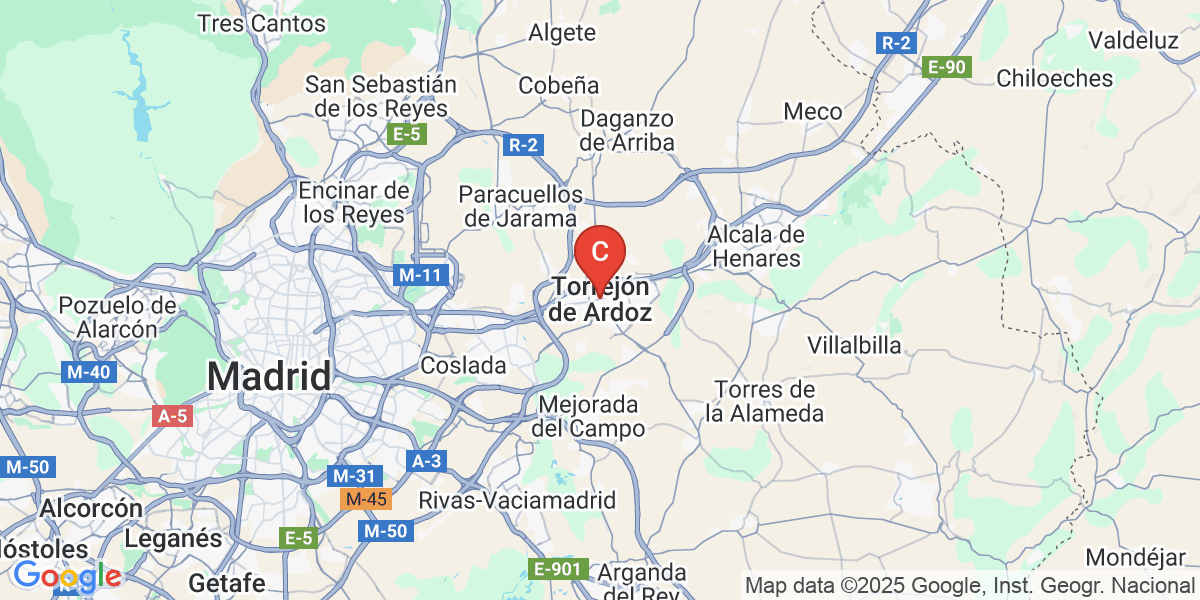 Tres Cantos
Algete
Valdeluz
R-2
E-90
Chiloeches
San Sebastián
de los Reyes
Cobeña
Meco
Daganzo
de Arriba
E-5
R-2
Encinar de
los Reyes
Paracuellos
de Jarama
Alcala de
Henares
C
M-11
Torrejón
de Ardoz
Pozuelo de
Alarcón
Villalbilla
Coslada
M-40
Madrid
Torres de
la Alameda
A-5
Mejorada
del Campo
M-50
A-3
M-31
M-45
Rivas-Vaciamadrid
Alcorcón
M-50
Leganés
E-5
Móstoles
Mondéjar
E-901
Google
Getafe
Arganda
del Rey
Map data ©2025 Google, Inst. Geogr. Nacional